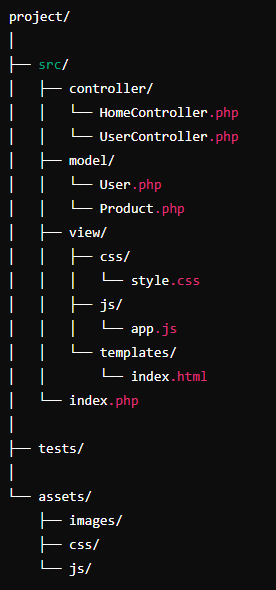 project/
│
├── src/
│   ├── controller/
│   │   └── HomeController.php
│   │   └── UserController.php
│   ├── model/
│   │   └── User.php
│   │   └── Product.php
│   ├── view/
│   │   ├── css/
│   │   │   └── style.css
│   │   ├── js/
│   │   │   └── app.js
│   │   └── templates/
│   │       └── index.html
│   └── index.php
│
├── tests/
│
└── assets/
    ├── images/
    ├── css/
    └── js/